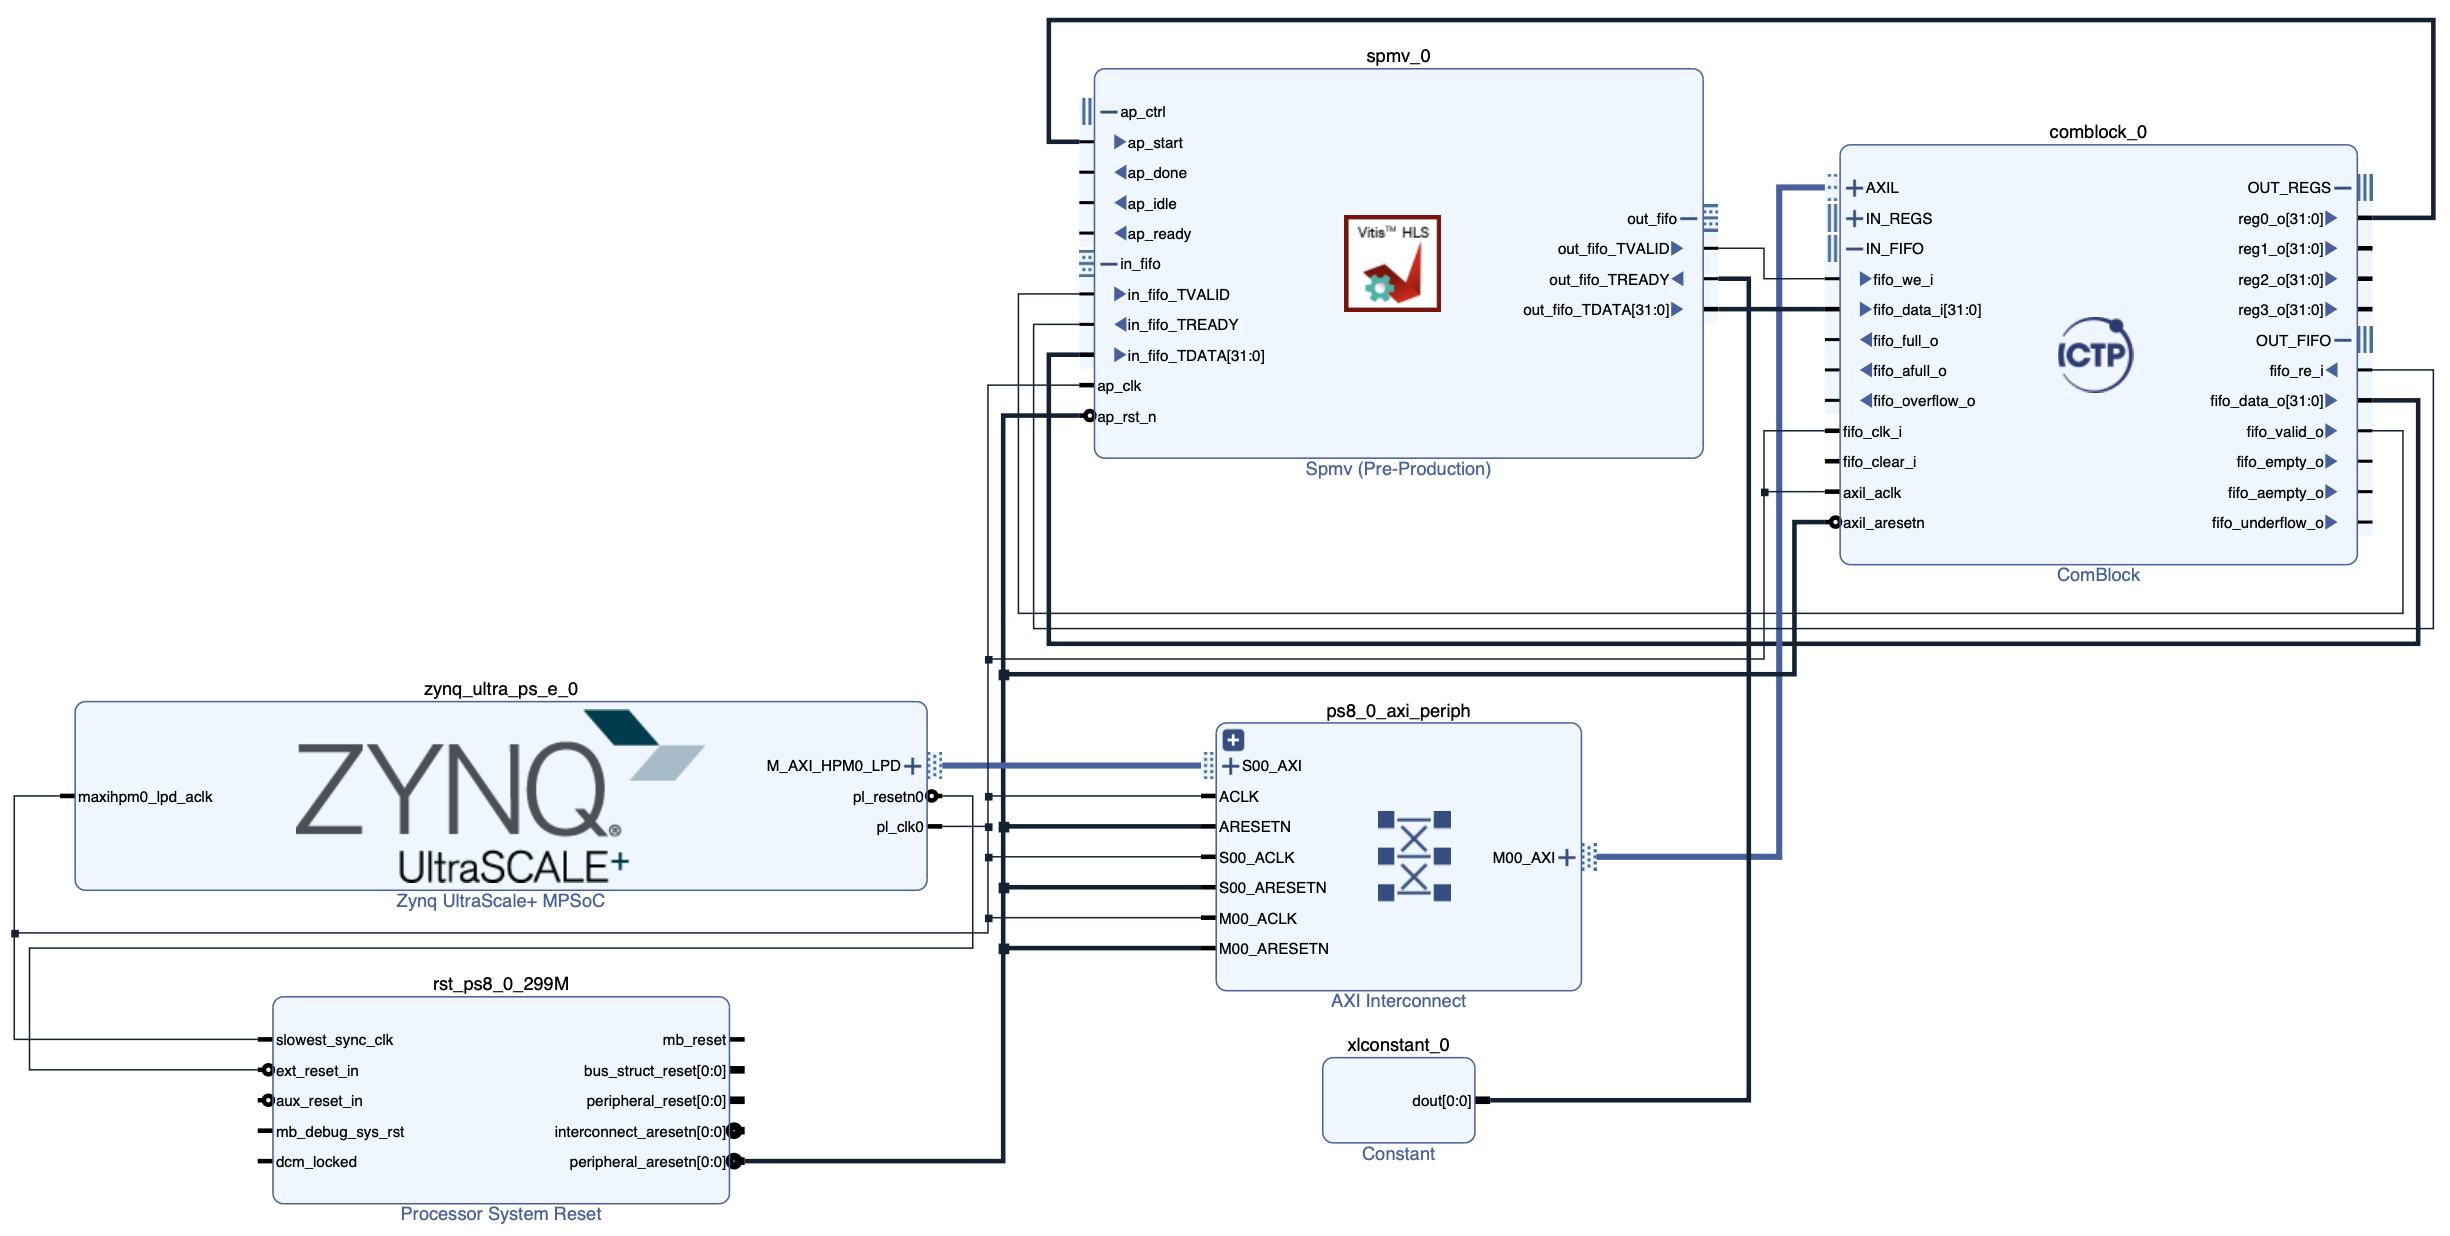 spmv_0
ap_ctrl
ap_start
ap_done
ap_idle
ap_ready
in_fifo
in_fifo_TVALID
in_fifo_TREADY
in_fifo_TDATA[31:0]
ap_clk
ap_rst_n
Vitis™ HLS
out_fifo
out_fifo_TVALID
out_fifo_TREADY
out_fifo_TDATA[31:0]
Spmv (Pre-Production)
comblock_0
AXIL
IN_REGS
IN_FIFO
fifo_we_i
fifo_data_i[31:0]
fifo_full_o
fifo_afull_o
fifo_overflow_o
fifo_clk_i
fifo_clear_i
axil_aclk
axil_aresetn
ICTP
OUT_REGS
reg0_o[31:0]
reg1_o[31:0]
reg2_o[31:0]
reg3_o[31:0]
OUT_FIFO
fifo_re_i
fifo_data_o[31:0]
fifo_valid_o
fifo_empty_o
fifo_aempty_o
fifo_underflow_o
ComBlock
zynq_ultra_ps_e_0
maxihpm0_lpd_aclk
ZYNQ®
UltraSCALE+
M_AXI_HPM0_LPD
pl_resetn0
pl_clk0
Zynq UltraScale+ MPSoC
ps8_0_axi_periph
S00_AXI
ACLK
ARESETN
S00_ACLK
S00_ARESETN
M00_ACLK
M00_ARESETN
M00_AXI
AXI Interconnect
rst_ps8_0_299M
slowest_sync_clk
ext_reset_in
aux_reset_in
mb_debug_sys_rst
dcm_locked
mb_reset
bus_struct_reset[0:0]
peripheral_reset[0:0]
interconnect_aresetn[0:0]
peripheral_aresetn[0:0]
Processor System Reset
xlconstant_0
dout[0:0]
Constant